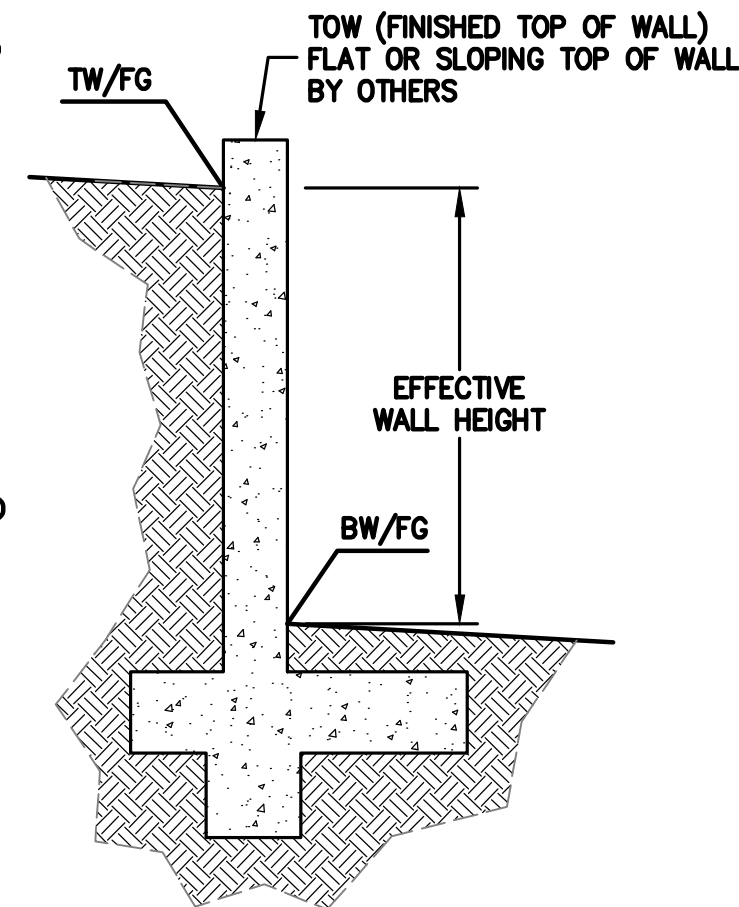 TOW (FINISHED TOP OF WALL)
FLAT OR SLOPING TOP OF WALL
BY OTHERS
TW/FG
EFFECTIVE
WALL HEIGHT
BW/FG